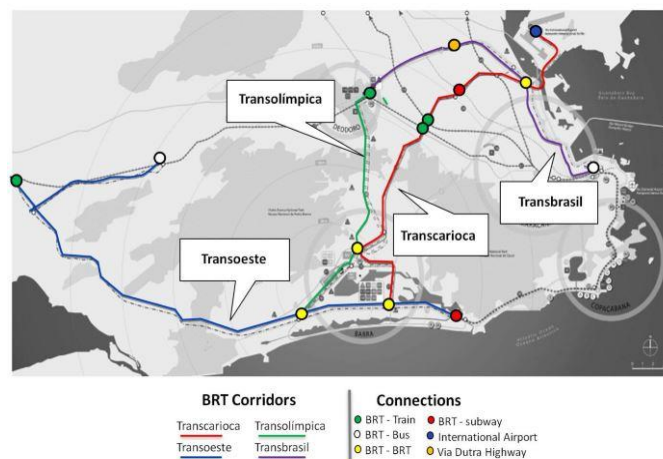 Transolímpica
DEODORO
Transbrasil
Transcarioca
Transoeste
COPACABANA
BARRA
BRT Corridors
Transcarioca
Transolímpica
Transoeste
Transbrasil
Connections
BRT - Train
BRT - subway
BRT - Bus
International Airport
BRT - BRT
Via Dutra Highway